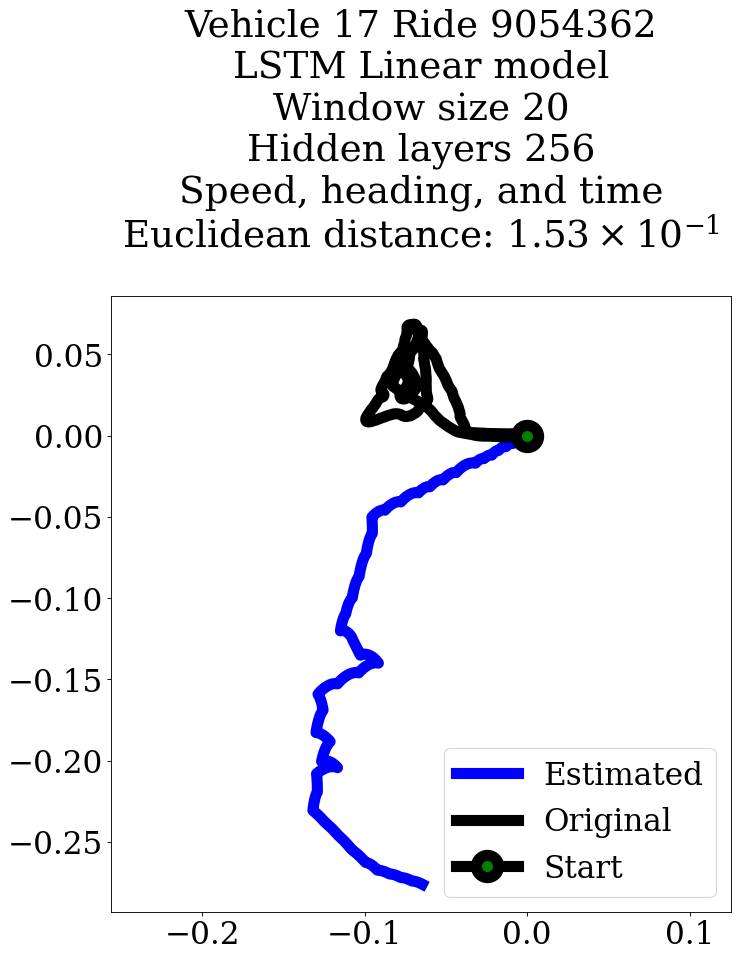 Vehicle 17 Ride 9054362
LSTM Linear model
Window size 20
Hidden layers 256
Speed, heading, and time
Euclidean distance: 1.53 × 10⁻¹
0.05
0.00
−0.05
−0.10
−0.15
−0.20
−0.25
Estimated
Original
Start
−0.2
−0.1
0.0
0.1